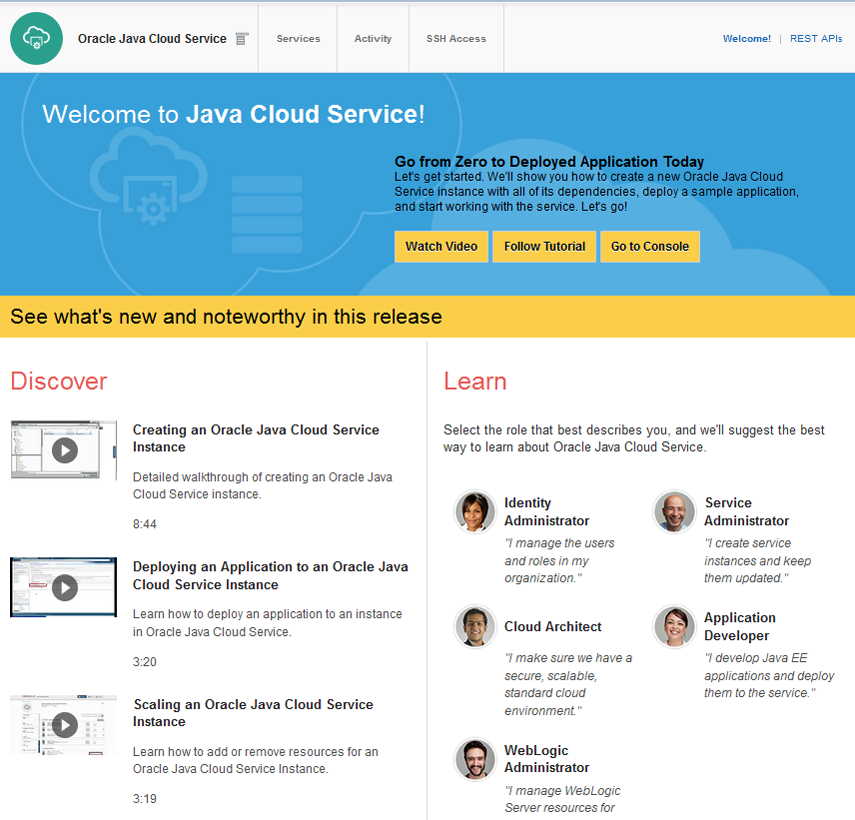 Oracle Java Cloud Service
Services
Activity
SSH Access
Welcome! | REST APIs
Welcome to Java Cloud Service!
Go from Zero to Deployed Application Today
Let's get started. We'll show you how to create a new Oracle Java Cloud
Service instance with all of its dependencies, deploy a sample application,
and start working with the service. Let's go!
Watch Video
Follow Tutorial
Go to Console
See what's new and noteworthy in this release
Discover
Creating an Oracle Java Cloud Service
Instance
Detailed walkthrough of creating an Oracle Java
Cloud Service instance.
8:44
Deploying an Application to an Oracle Java
Cloud Service Instance
Learn how to deploy an application to an instance
in Oracle Java Cloud Service.
3:20
Scaling an Oracle Java Cloud Service
Instance
Learn how to add or remove resources for an
Oracle Java Cloud Service Instance.
3:19
Learn
Select the role that best describes you, and we'll suggest the best
way to learn about Oracle Java Cloud Service.
Identity
Administrator
"I manage the users
and roles in my
organization."
Service
Administrator
"I create service
instances and keep
them updated."
Cloud Architect
"I make sure we have a
secure, scalable,
standard cloud
environment."
Application
Developer
"I develop Java EE
applications and deploy
them to the service."
WebLogic
Administrator
"I manage WebLogic
Server resources for